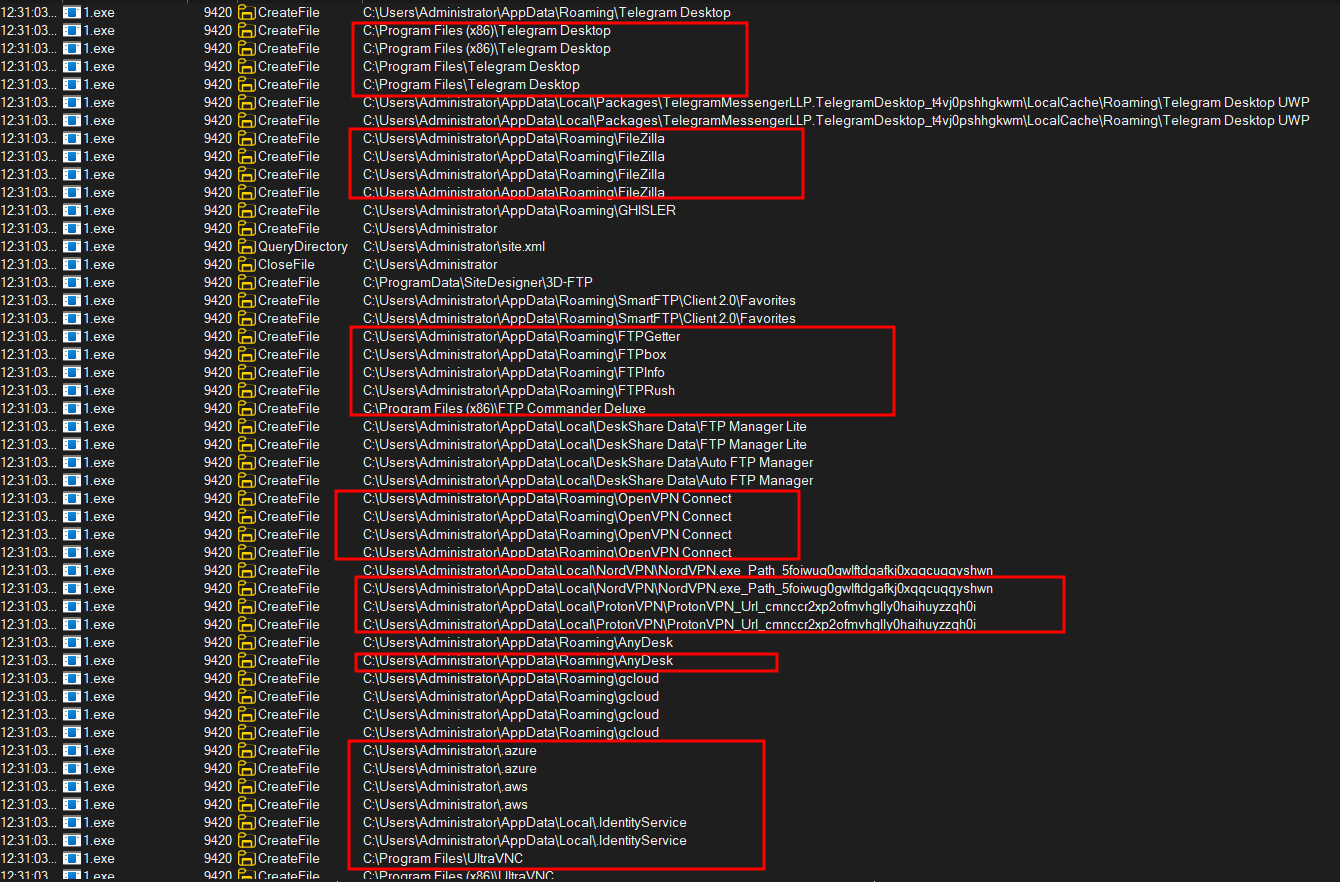 12:31:03... 1.exe 9420 CreateFile C:\Users\Administrator\AppData\Roaming\Telegram Desktop
12:31:03... 1.exe 9420 CreateFile C:\Program Files (x86)\Telegram Desktop
12:31:03... 1.exe 9420 CreateFile C:\Program Files (x86)\Telegram Desktop
12:31:03... 1.exe 9420 CreateFile C:\Program Files\Telegram Desktop
12:31:03... 1.exe 9420 CreateFile C:\Program Files\Telegram Desktop
12:31:03... 1.exe 9420 CreateFile C:\Users\Administrator\AppData\Local\Packages\TelegramMessengerLLP.TelegramDesktop_t4vj0pshhgkwm\LocalCache\Roaming\Telegram Desktop UWP
12:31:03... 1.exe 9420 CreateFile C:\Users\Administrator\AppData\Local\Packages\TelegramMessengerLLP.TelegramDesktop_t4vj0pshhgkwm\LocalCache\Roaming\Telegram Desktop UWP
12:31:03... 1.exe 9420 CreateFile C:\Users\Administrator\AppData\Roaming\FileZilla
12:31:03... 1.exe 9420 CreateFile C:\Users\Administrator\AppData\Roaming\FileZilla
12:31:03... 1.exe 9420 CreateFile C:\Users\Administrator\AppData\Roaming\FileZilla
12:31:03... 1.exe 9420 CreateFile C:\Users\Administrator\AppData\Roaming\FileZilla
12:31:03... 1.exe 9420 CreateFile C:\Users\Administrator\AppData\Roaming\GHISLER
12:31:03... 1.exe 9420 CreateFile C:\Users\Administrator
12:31:03... 1.exe 9420 QueryDirectory C:\Users\Administrator\site.xml
12:31:03... 1.exe 9420 CloseFile C:\Users\Administrator
12:31:03... 1.exe 9420 CreateFile C:\ProgramData\SiteDesigner\3D-FTP
12:31:03... 1.exe 9420 CreateFile C:\Users\Administrator\AppData\Roaming\SmartFTP\Client 2.0\Favorites
12:31:03... 1.exe 9420 CreateFile C:\Users\Administrator\AppData\Roaming\SmartFTP\Client 2.0\Favorites
12:31:03... 1.exe 9420 CreateFile C:\Users\Administrator\AppData\Roaming\FTPGetter
12:31:03... 1.exe 9420 CreateFile C:\Users\Administrator\AppData\Roaming\FTPbox
12:31:03... 1.exe 9420 CreateFile C:\Users\Administrator\AppData\Roaming\FTPInfo
12:31:03... 1.exe 9420 CreateFile C:\Users\Administrator\AppData\Roaming\FTPRush
12:31:03... 1.exe 9420 CreateFile C:\Program Files (x86)\FTP Commander Deluxe
12:31:03... 1.exe 9420 CreateFile C:\Users\Administrator\AppData\Local\DeskShare Data\FTP Manager Lite
12:31:03... 1.exe 9420 CreateFile C:\Users\Administrator\AppData\Local\DeskShare Data\FTP Manager Lite
12:31:03... 1.exe 9420 CreateFile C:\Users\Administrator\AppData\Local\DeskShare Data\Auto FTP Manager
12:31:03... 1.exe 9420 CreateFile C:\Users\Administrator\AppData\Local\DeskShare Data\Auto FTP Manager
12:31:03... 1.exe 9420 CreateFile C:\Users\Administrator\AppData\Roaming\OpenVPN Connect
12:31:03... 1.exe 9420 CreateFile C:\Users\Administrator\AppData\Roaming\OpenVPN Connect
12:31:03... 1.exe 9420 CreateFile C:\Users\Administrator\AppData\Roaming\OpenVPN Connect
12:31:03... 1.exe 9420 CreateFile C:\Users\Administrator\AppData\Roaming\OpenVPN Connect
12:31:03... 1.exe 9420 CreateFile C:\Users\Administrator\AppData\Local\NordVPN\NordVPN.exe_Path_5foiwug0gwlftdgafkj0xqqcuqqyshwn
12:31:03... 1.exe 9420 CreateFile C:\Users\Administrator\AppData\Local\NordVPN\NordVPN.exe_Path_5foiwug0gwlftdgafkj0xqqcuqqyshwn
12:31:03... 1.exe 9420 CreateFile C:\Users\Administrator\AppData\Local\ProtonVPN\ProtonVPN_Url_cmnccr2xp2ofmvhglly0haihuyzzqh0i
12:31:03... 1.exe 9420 CreateFile C:\Users\Administrator\AppData\Local\ProtonVPN\ProtonVPN_Url_cmnccr2xp2ofmvhglly0haihuyzzqh0i
12:31:03... 1.exe 9420 CreateFile C:\Users\Administrator\AppData\Roaming\AnyDesk
12:31:03... 1.exe 9420 CreateFile C:\Users\Administrator\AppData\Roaming\AnyDesk
12:31:03... 1.exe 9420 CreateFile C:\Users\Administrator\AppData\Roaming\gcloud
12:31:03... 1.exe 9420 CreateFile C:\Users\Administrator\AppData\Roaming\gcloud
12:31:03... 1.exe 9420 CreateFile C:\Users\Administrator\AppData\Roaming\gcloud
12:31:03... 1.exe 9420 CreateFile C:\Users\Administrator\AppData\Roaming\gcloud
12:31:03... 1.exe 9420 CreateFile C:\Users\Administrator\.azure
12:31:03... 1.exe 9420 CreateFile C:\Users\Administrator\.azure
12:31:03... 1.exe 9420 CreateFile C:\Users\Administrator\.aws
12:31:03... 1.exe 9420 CreateFile C:\Users\Administrator\.aws
12:31:03... 1.exe 9420 CreateFile C:\Users\Administrator\AppData\Local\.IdentityService
12:31:03... 1.exe 9420 CreateFile C:\Users\Administrator\AppData\Local\.IdentityService
12:31:03... 1.exe 9420 CreateFile C:\Program Files\UltraVNC
12:31:03... 1.exe 9420 CreateFile C:\Program Files (x86)\UltraVNC